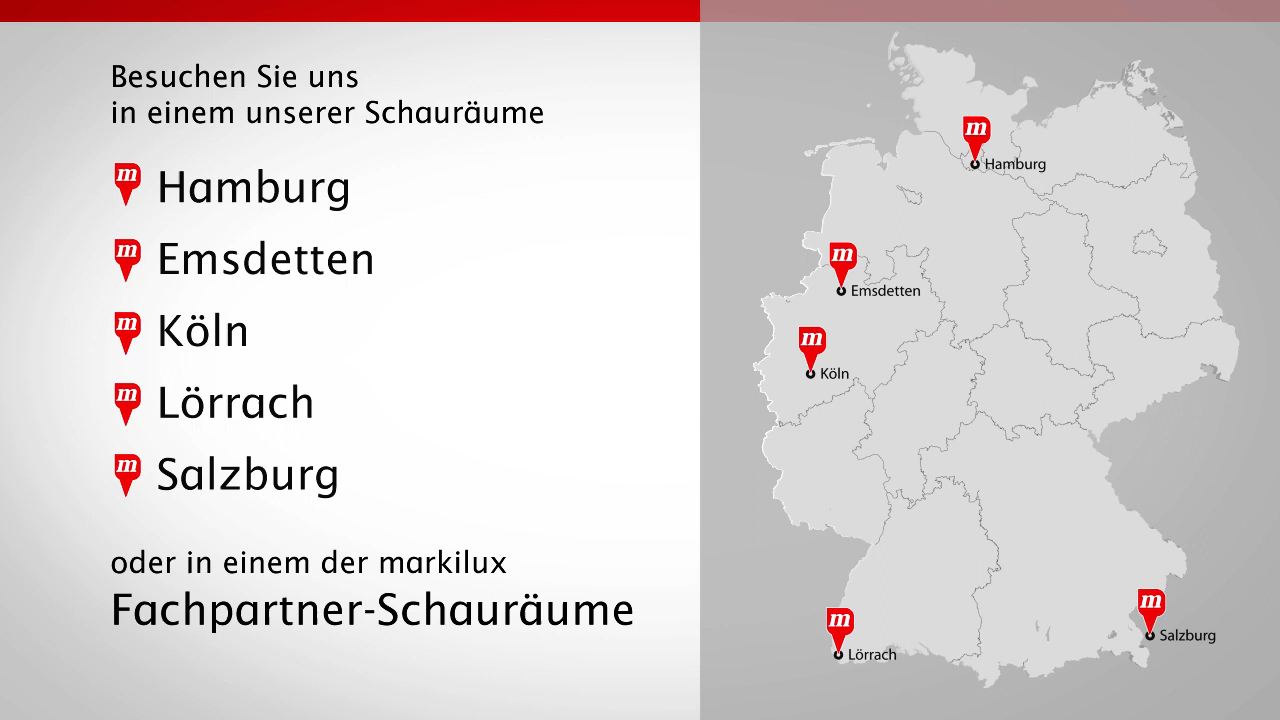 Besuchen Sie uns
in einem unserer Schauräume
m Hamburg
m Emsdetten
m Köln
m Lörrach
m Salzburg
oder in einem der markilux
Fachpartner-Schauräume
m
Hamburg
m
Emsdetten
m
Köln
m
Salzburg
m
Lörrach